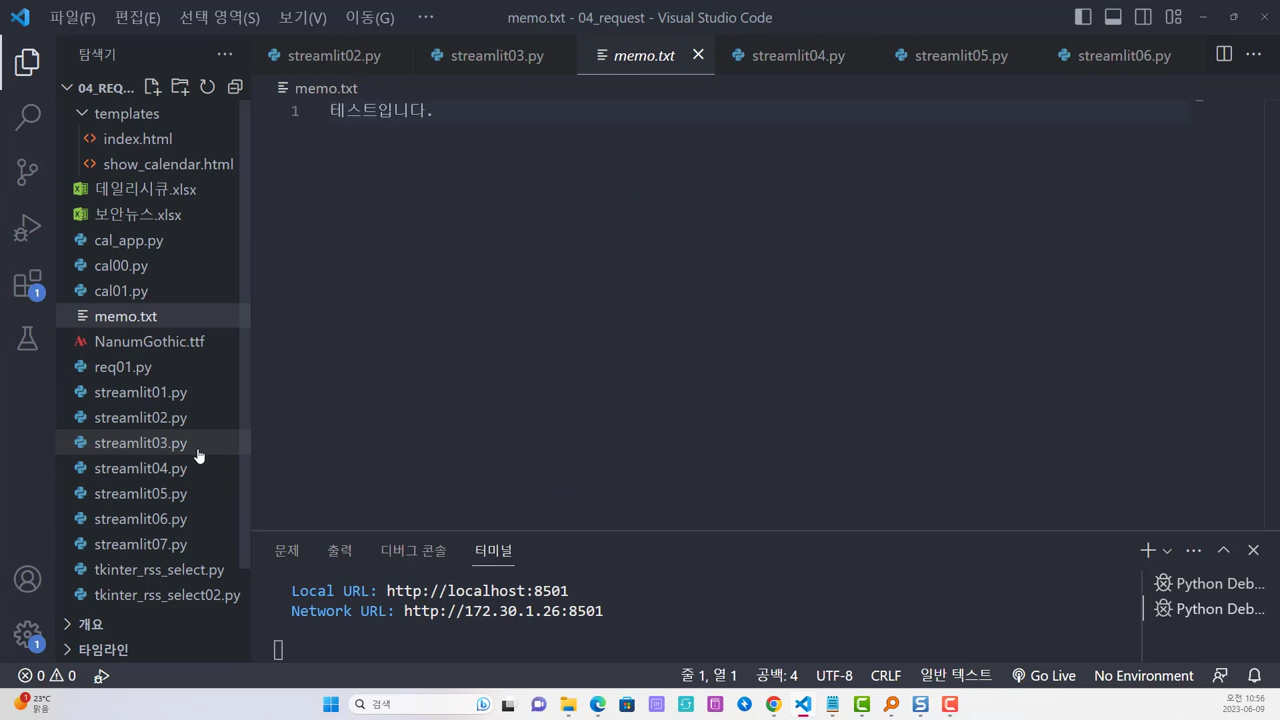 파일(F) 편집(E) 선택 영역(S) 보기(V) 이동(G) ··· memo.txt - 04_request - Visual Studio Code
탐색기 ···
streamlit02.py streamlit03.py memo.txt streamlit04.py streamlit05.py streamlit06.py ···
04_REQ...
memo.txt
1 테스트입니다.
templates
index.html
show_calendar.html
데일리시큐.xlsx
보안뉴스.xlsx
cal_app.py
cal00.py
cal01.py
memo.txt
NanumGothic.ttf
req01.py
streamlit01.py
streamlit02.py
streamlit03.py
streamlit04.py
streamlit05.py
streamlit06.py
streamlit07.py
tkinter_rss_select.py
tkinter_rss_select02.py
개요
타임라인
1
1
문제 출력 디버그 콘솔 터미널 ···
Local URL: http://localhost:8501
Network URL: http://172.30.1.26:8501
Python Deb...
Python Deb...
0 0 줄 1, 열 1 공백: 4 UTF-8 CRLF 일반 텍스트 Go Live No Environment
1
23°C
맑음
검색
오전 10:56
2023-06-09